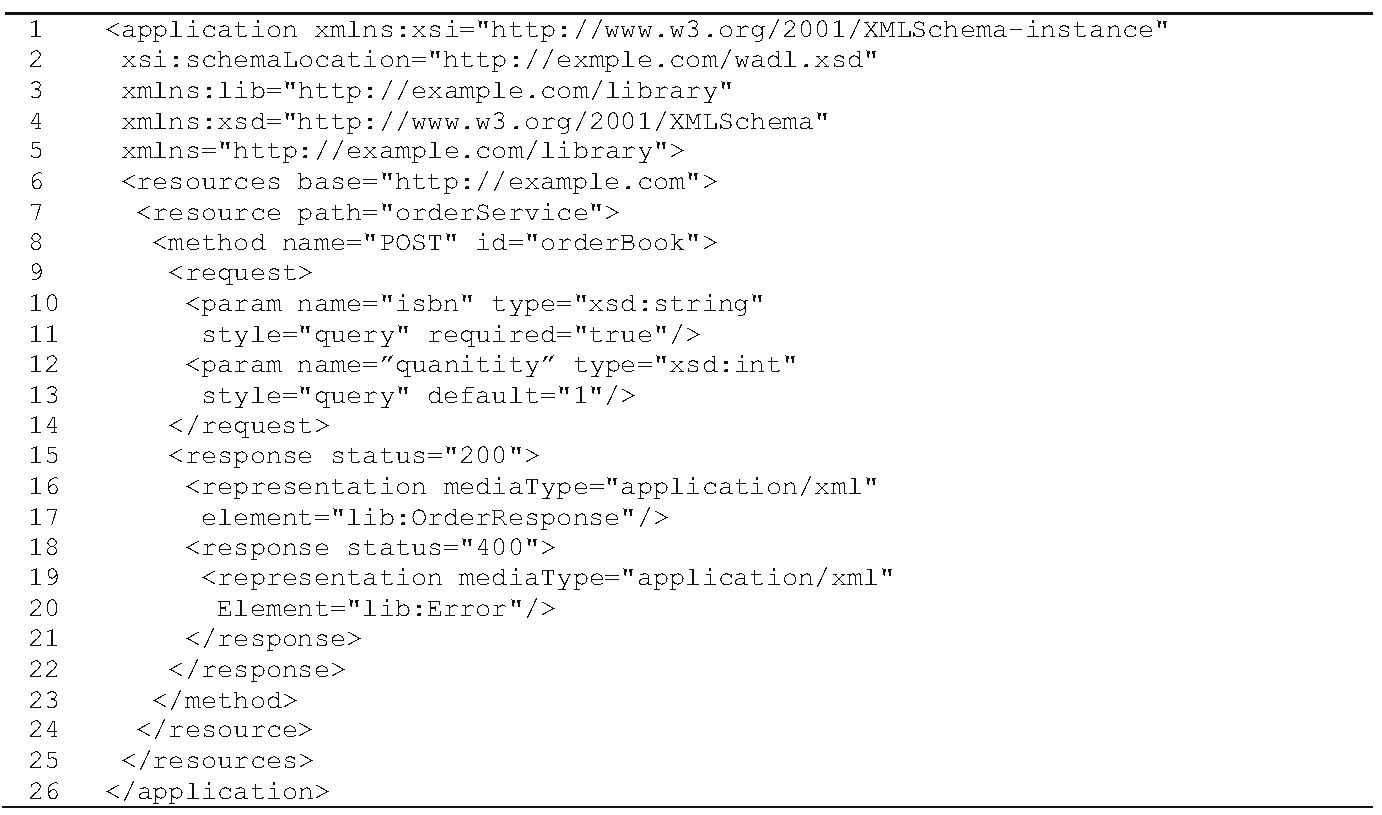 1 <application xmlns:xsi="http://www.w3.org/2001/XMLSchema-instance"
2 xsi:schemaLocation="http://exmple.com/wadl.xsd"
3 xmlns:lib="http://example.com/library"
4 xmlns:xsd="http://www.w3.org/2001/XMLSchema"
5 xmlns="http://example.com/library">
6 <resources base="http://example.com">
7 <resource path="orderService">
8 <method name="POST" id="orderBook">
9 <request>
10 <param name="isbn" type="xsd:string"
11 style="query" required="true"/>
12 <param name=”quanitity” type="xsd:int"
13 style="query" default="1"/>
14 </request>
15 <response status="200">
16 <representation mediaType="application/xml"
17 element="lib:OrderResponse"/>
18 <response status="400">
19 <representation mediaType="application/xml"
20 Element="lib:Error"/>
21 </response>
22 </response>
23 </method>
24 </resource>
25 </resources>
26 </application>